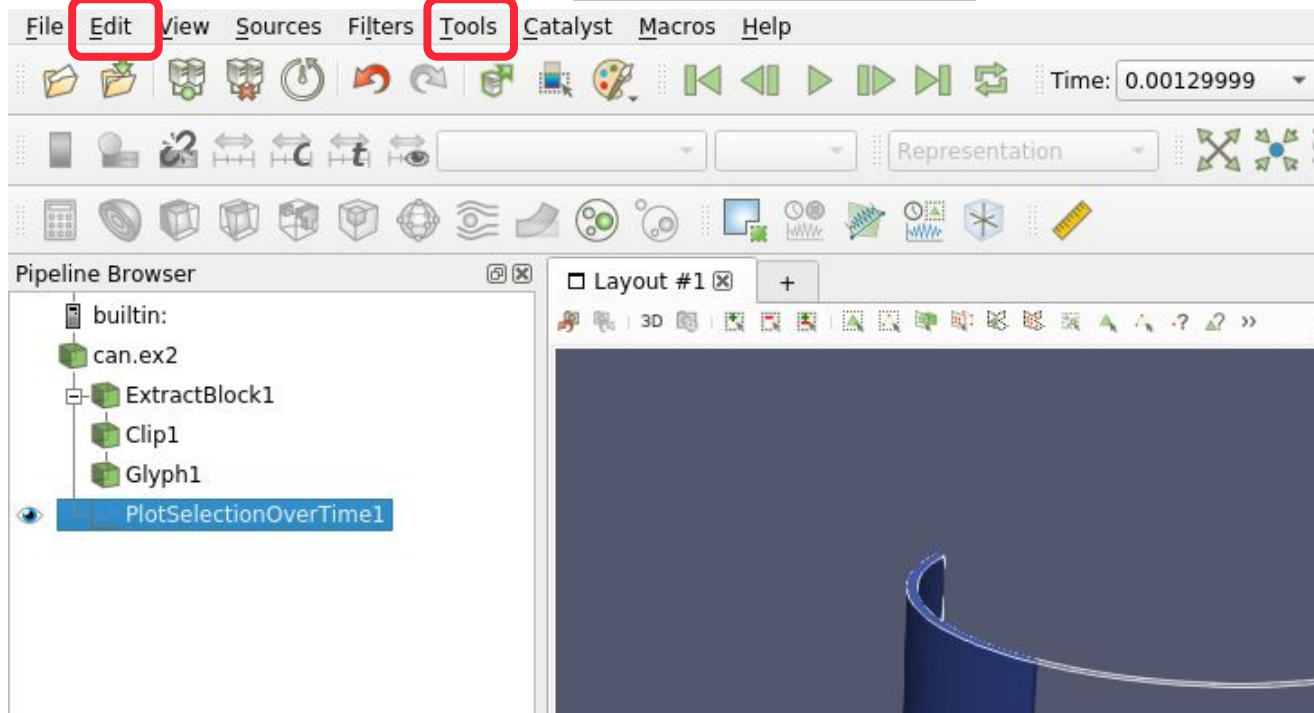 File Edit View Sources Filters Tools Catalyst Macros Help
Time: 0.00129999
Representation
Pipeline Browser
Layout #1
+
builtin:
3D
can.ex2
ExtractBlock1
Clip1
Glyph1
PlotSelectionOverTime1